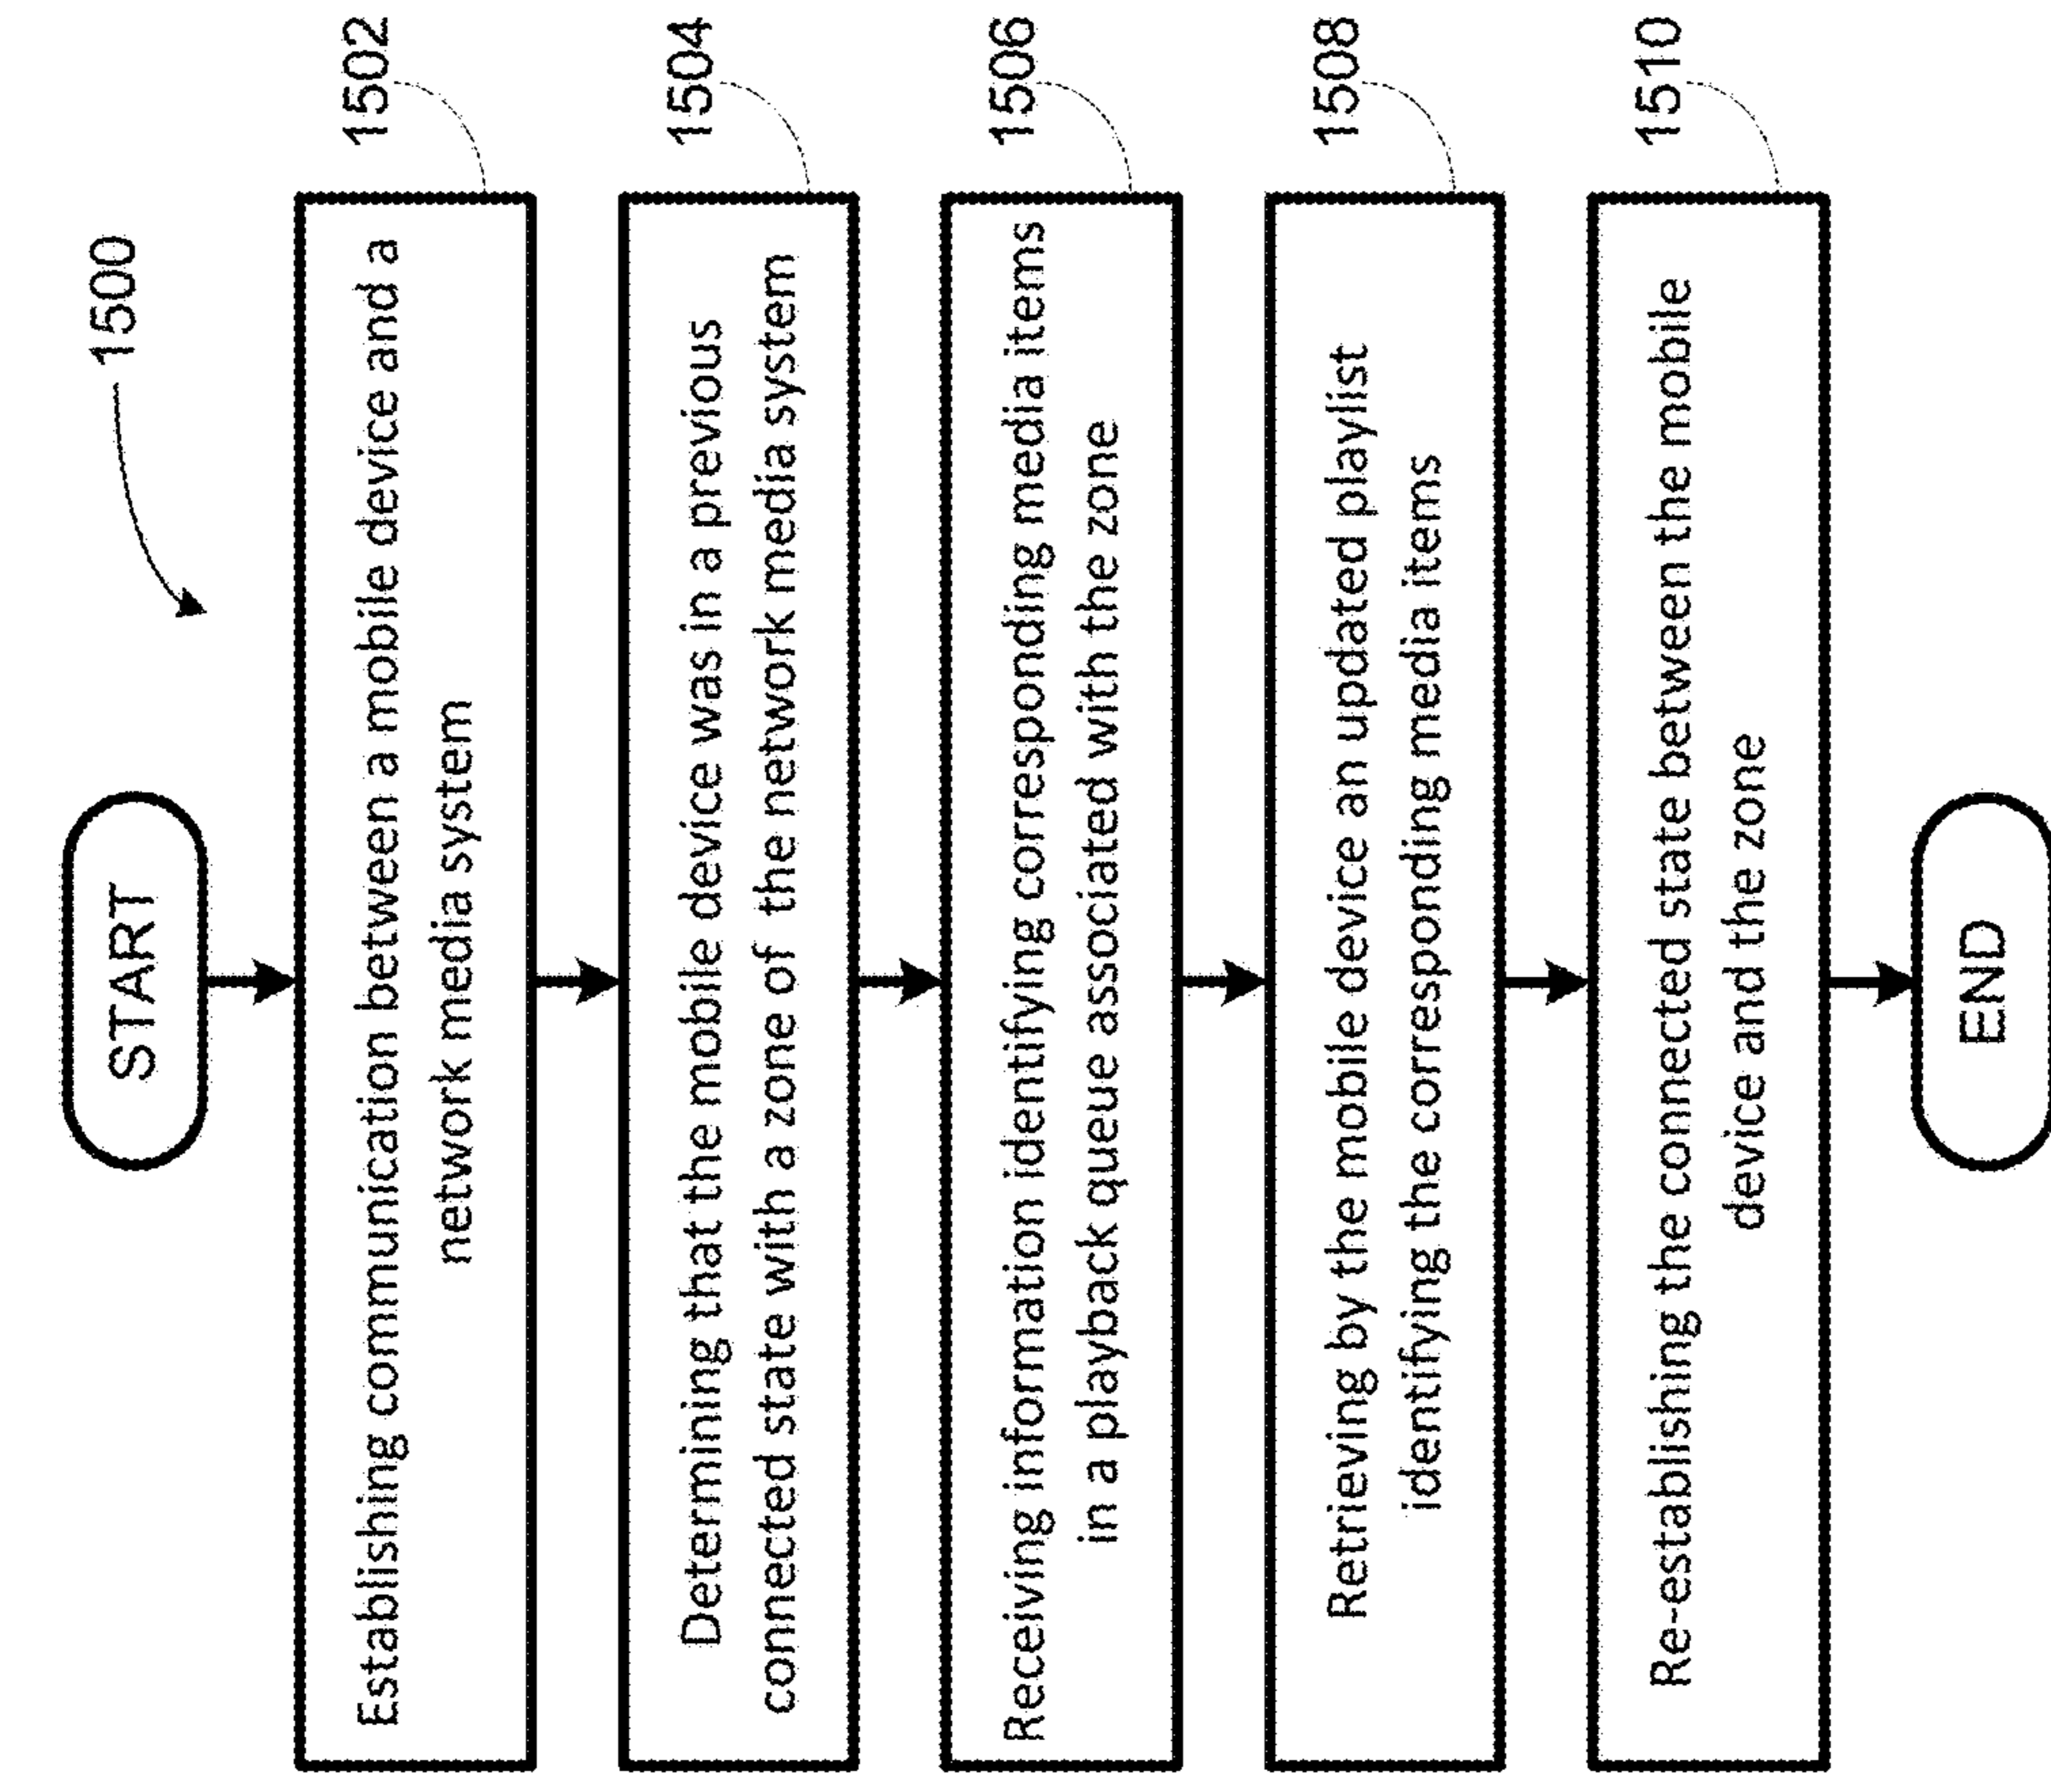 1500
START
Establishing communication between a mobile device and a
network media system
1502
Determining that the mobile device was in a previous
connected state with a zone of the network media system
1504
Receiving information identifying corresponding media items
in a playback queue associated with the zone
1506
Retrieving by the mobile device an updated playlist
identifying the corresponding media items
1508
Re-establishing the connected state between the mobile
device and the zone
1510
END